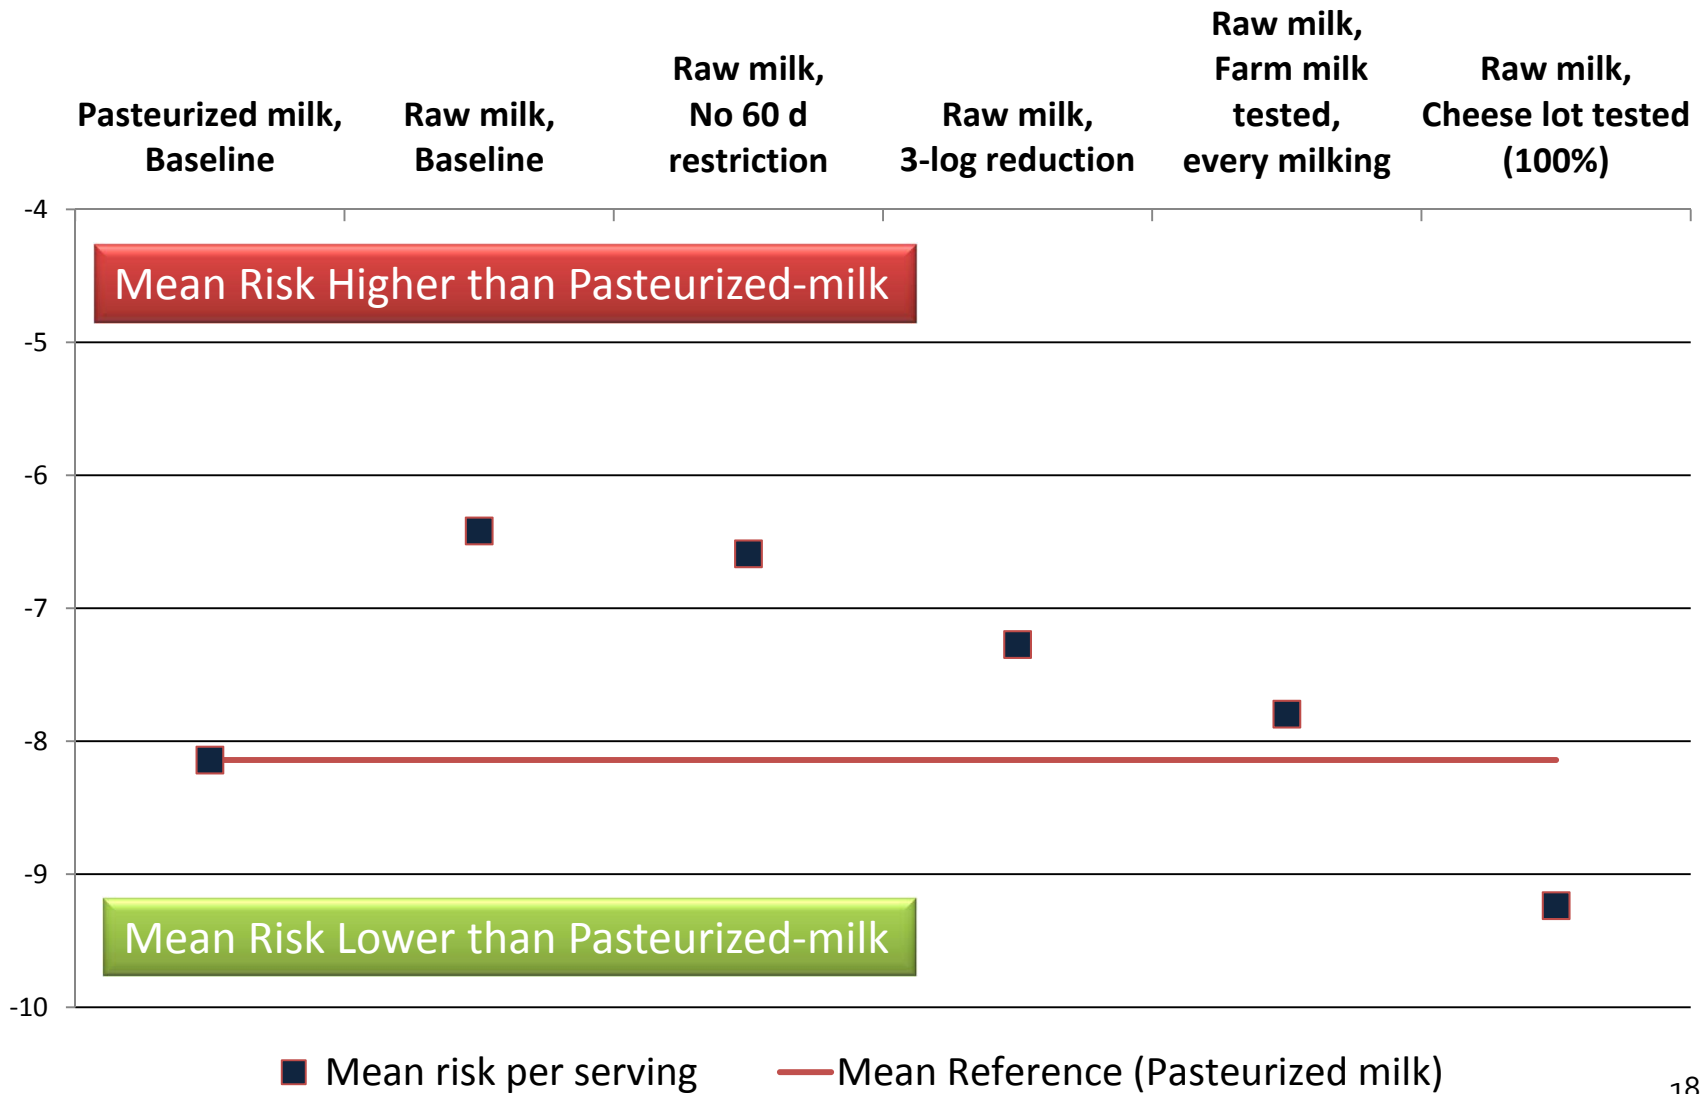 Pasteurized milk,
Baseline
Raw milk,
Baseline
Raw milk,
No 60 d
restriction
Raw milk,
3-log reduction
Raw milk,
Farm milk
tested,
every milking
Raw milk,
Cheese lot tested
(100%)
-4
Mean Risk Higher than Pasteurized-milk
-5
-6
-7
-8
-9
Mean Risk Lower than Pasteurized-milk
-10
Mean risk per serving
Mean Reference (Pasteurized milk)
18